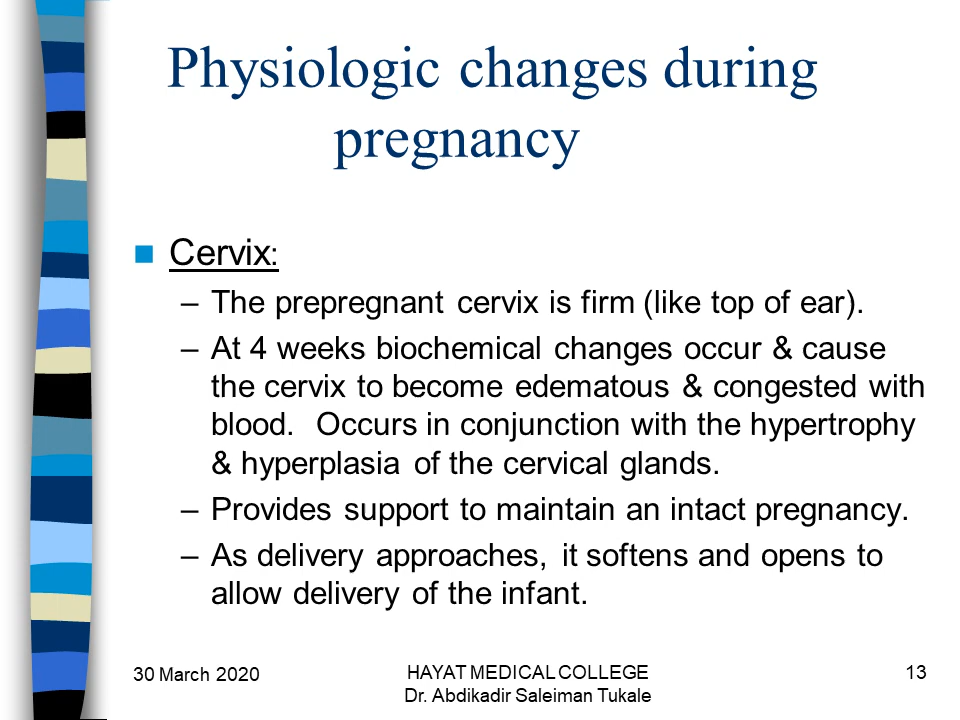 Physiologic changes during
pregnancy
Cervix:
– The prepregnant cervix is firm (like top of ear).
– At 4 weeks biochemical changes occur & cause
the cervix to become edematous & congested with
blood.  Occurs in conjunction with the hypertrophy
& hyperplasia of the cervical glands.
– Provides support to maintain an intact pregnancy.
– As delivery approaches, it softens and opens to
allow delivery of the infant.
30 March 2020
HAYAT MEDICAL COLLEGE
Dr. Abdikadir Saleiman Tukale
13